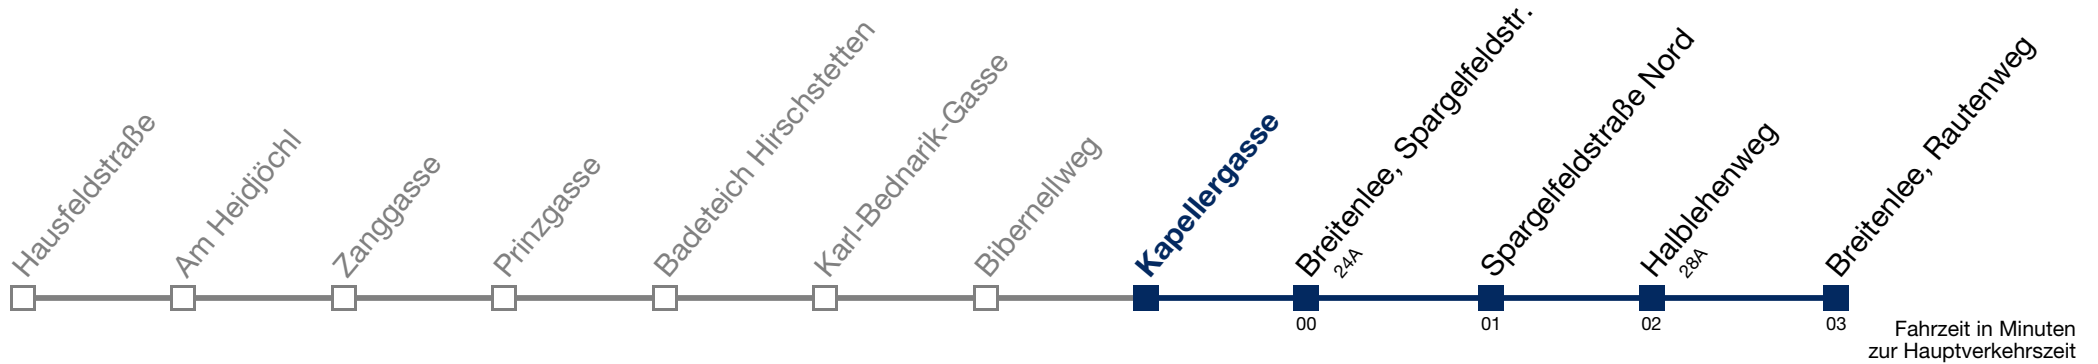 Hausfeldstraße
Am Heidjöchl
Zanggasse
Prinzgasse
Badeteich Hirschstetten
Karl-Bednarik-Gasse
Bibernellweg
Kapellergasse
Breitenlee, Spargelfeldstr.
24A
Spargelfeldstraße Nord
Halblehenweg
28A
Breitenlee, Rautenweg
00
01
02
03
Fahrzeit in Minuten
zur Hauptverkehrszeit